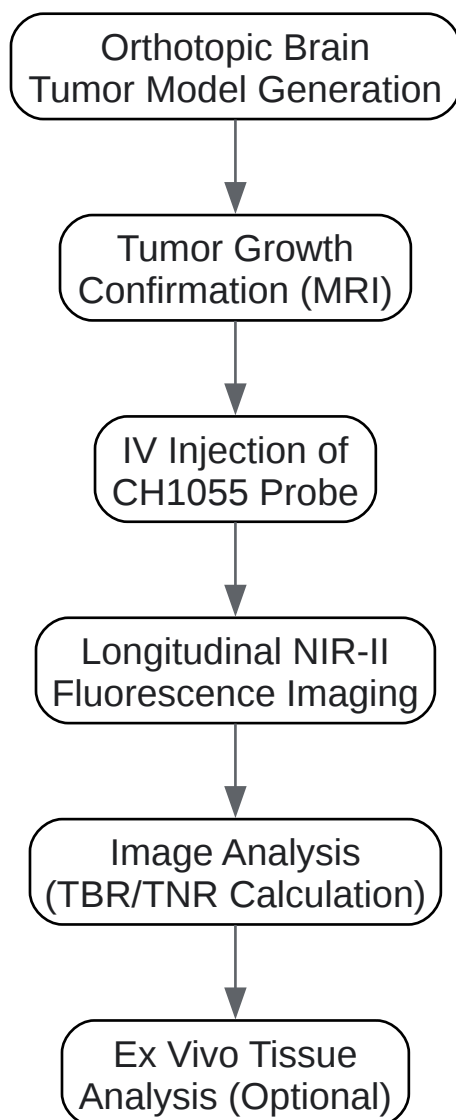 Orthotopic Brain
Tumor Model Generation
Tumor Growth
Confirmation (MRI)
IV Injection of
CH1055 Probe
Longitudinal NIR-II
Fluorescence Imaging
Image Analysis
(TBR/TNR Calculation)
Ex Vivo Tissue
Analysis (Optional)